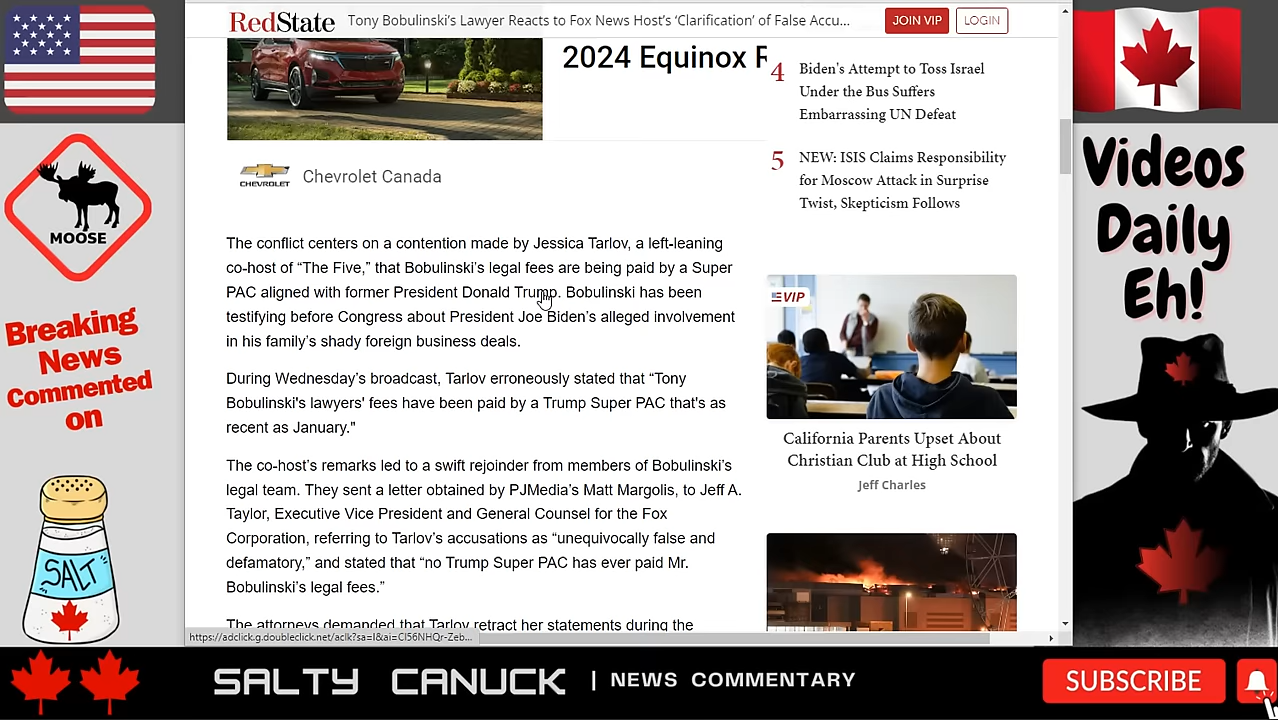 RedState
Tony Bobulinski's Lawyer Reacts to Fox News Host's 'Clarification' of False Accu...
JOIN VIP
LOGIN
2024 Equinox R
CHEVROLET
Chevrolet Canada
The conflict centers on a contention made by Jessica Tarlov, a left-leaning
co-host of “The Five,” that Bobulinski’s legal fees are being paid by a Super
PAC aligned with former President Donald Trump. Bobulinski has been
testifying before Congress about President Joe Biden’s alleged involvement
in his family’s shady foreign business deals.
During Wednesday’s broadcast, Tarlov erroneously stated that “Tony
Bobulinski's lawyers' fees have been paid by a Trump Super PAC that's as
recent as January."
The co-host’s remarks led to a swift rejoinder from members of Bobulinski’s
legal team. They sent a letter obtained by PJMedia’s Matt Margolis, to Jeff A.
Taylor, Executive Vice President and General Counsel for the Fox
Corporation, referring to Tarlov’s accusations as “unequivocally false and
defamatory,” and stated that “no Trump Super PAC has ever paid Mr.
Bobulinski’s legal fees.”
The attorneys demanded that Tarlov retract her statements during the
https://adclick.g.doubleclick.net/aclk?sa=l&ai=CI56NHQr-Zeb...
4
Biden's Attempt to Toss Israel
Under the Bus Suffers
Embarrassing UN Defeat
5
NEW: ISIS Claims Responsibility
for Moscow Attack in Surprise
Twist, Skepticism Follows
VIP
California Parents Upset About
Christian Club at High School
Jeff Charles
MOOSE
Breaking
News
Commented
on
SALT
Videos
Daily
Eh!
SALTY CANUCK | NEWS COMMENTARY
SUBSCRIBE